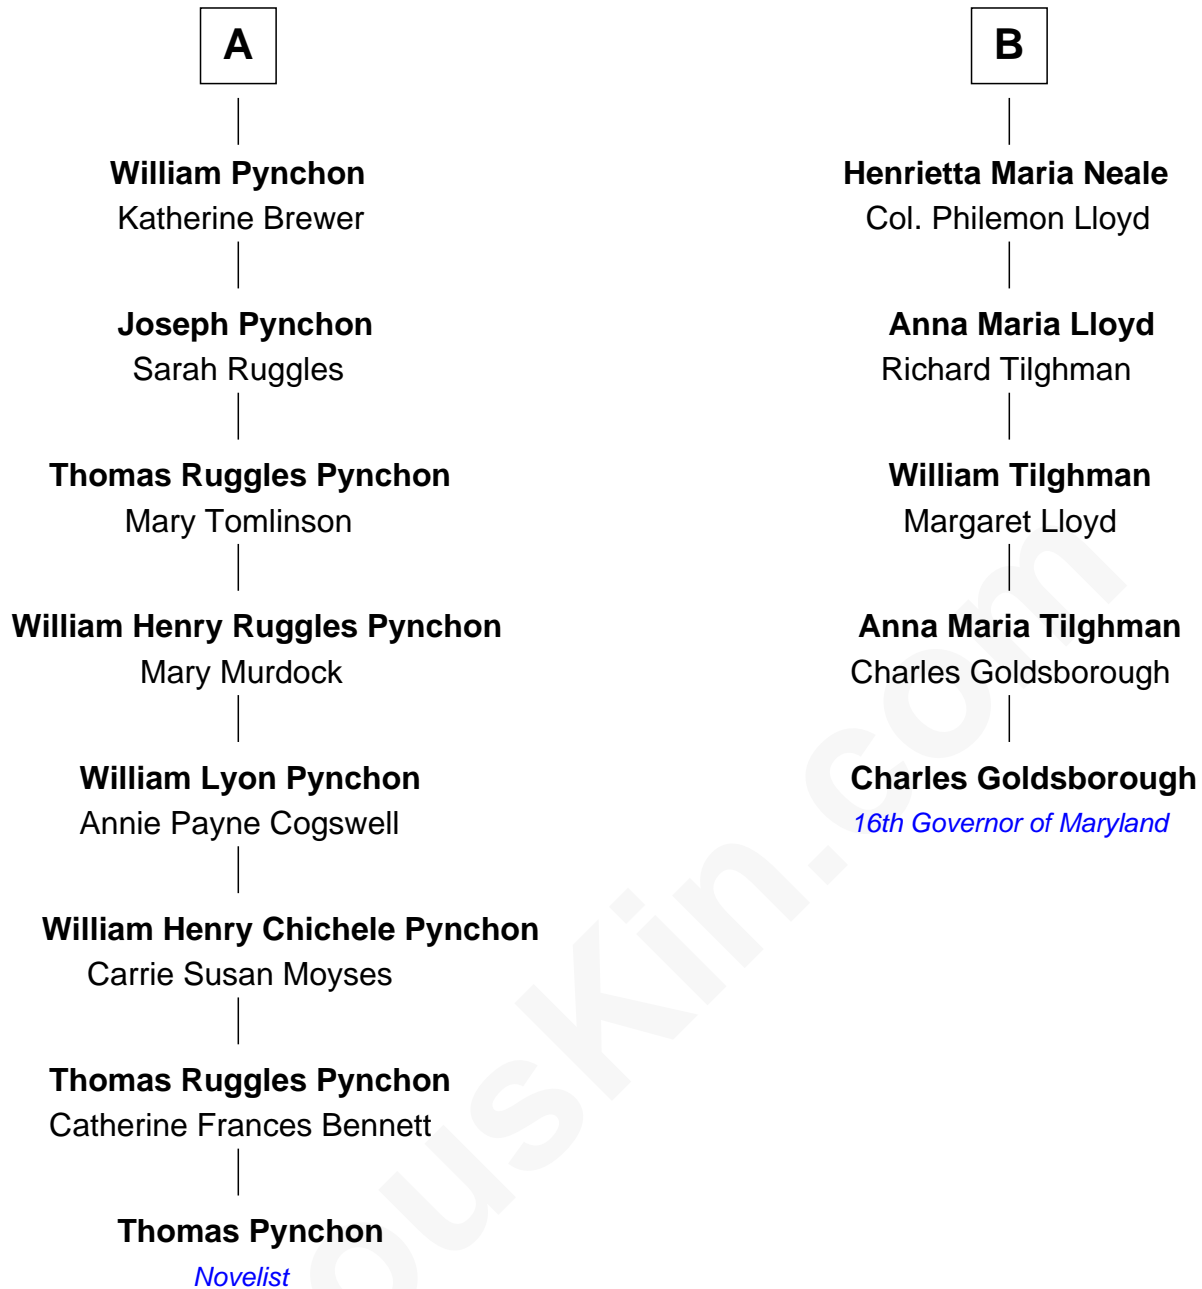 A
William Pynchon
Katherine Brewer
Joseph Pynchon
Sarah Ruggles
Thomas Ruggles Pynchon
Mary Tomlinson
William Henry Ruggles Pynchon
Mary Murdock
William Lyon Pynchon
Annie Payne Cogswell
William Henry Chichele Pynchon
Carrie Susan Moyses
Thomas Ruggles Pynchon
Catherine Frances Bennett
Thomas Pynchon
Novelist
B
Henrietta Maria Neale
Col. Philemon Lloyd
Anna Maria Lloyd
Richard Tilghman
William Tilghman
Margaret Lloyd
Anna Maria Tilghman
Charles Goldsborough
Charles Goldsborough
16th Governor of Maryland
ousKin.com